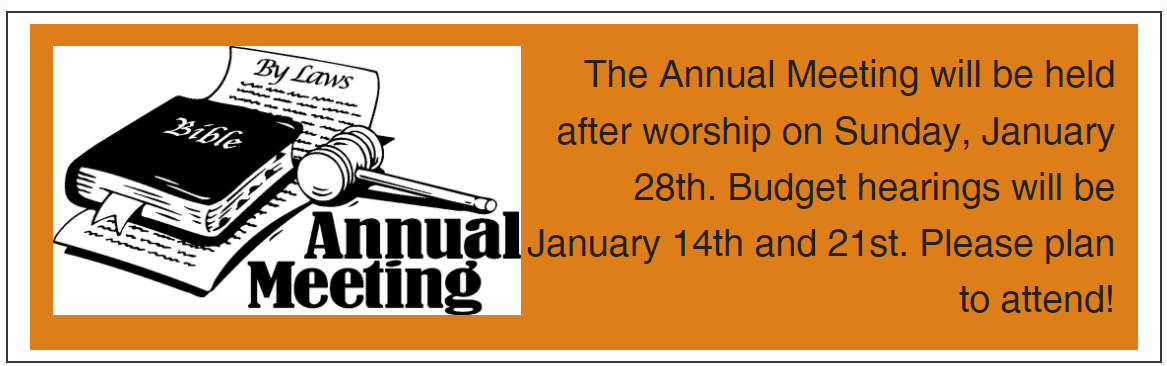 By Laws
Bible
Annual
Meeting
The Annual Meeting will be held
after worship on Sunday, January
28th. Budget hearings will be
January 14th and 21st. Please plan
to attend!